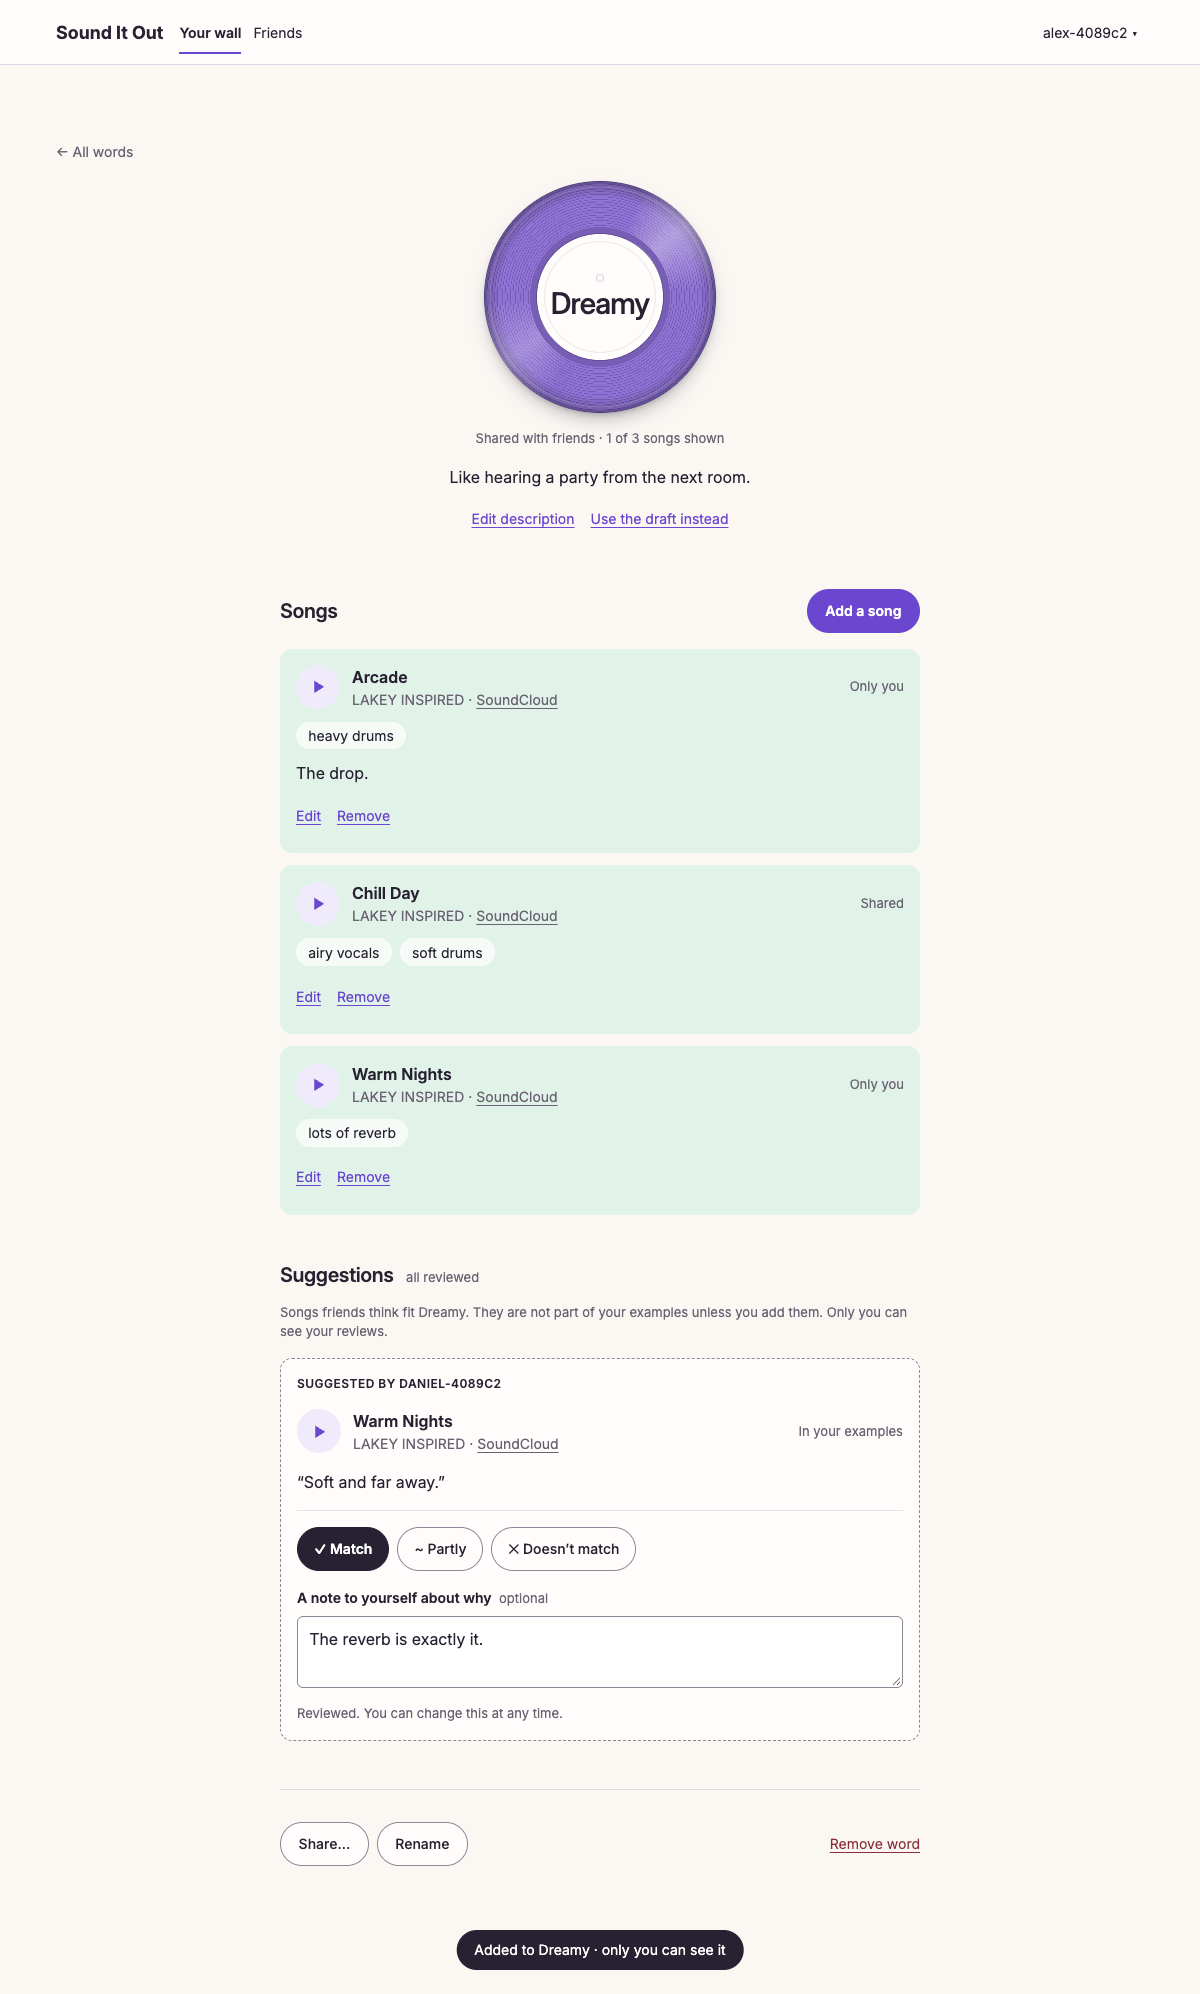 Sound It Out Your wall Friends alex-4089c2 ▾
← All words
Dreamy
Shared with friends · 1 of 3 songs shown
Like hearing a party from the next room.
Edit description Use the draft instead
Songs Add a song
Arcade
LAKEY INSPIRED · SoundCloud
Only you
heavy drums
The drop.
Edit Remove
Chill Day
LAKEY INSPIRED · SoundCloud
Shared
airy vocals soft drums
Edit Remove
Warm Nights
LAKEY INSPIRED · SoundCloud
Only you
lots of reverb
Edit Remove
Suggestions all reviewed
Songs friends think fit Dreamy. They are not part of your examples unless you add them. Only you can
see your reviews.
SUGGESTED BY DANIEL-4089C2
Warm Nights
LAKEY INSPIRED · SoundCloud
In your examples
“Soft and far away.”
✓ Match ~ Partly ✕ Doesn’t match
A note to yourself about why optional
The reverb is exactly it.
Reviewed. You can change this at any time.
Share… Rename Remove word
Added to Dreamy · only you can see it